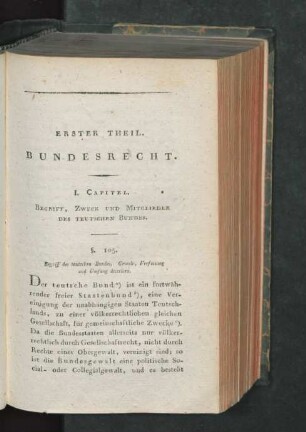 ERSTER THEIL.
BUNDESRECHT.
I. CAPITEL.
BEGRIFF, ZWECK UND MITGLIEDER
DES TEUTSCHEN BUNDES.
§. 103.
Begriff des teutschen Bundes, Grund, Verfassung
und Umfang desselben.
Der teutsche Bund a) ist ein fortwäh-
render freier Staatenbund b), eine Ver-
einigung der unabhängigen Staaten Teutsch-
lands, zu einer völkerrechtlichen gleichen
Gesellschaft, für gemeinschaftliche Zwecke c).
Da die Bundesstaaten allerseits nur völker-
rechtlich durch Gesellschaftrecht, nicht durch
Rechte einer Obergewalt, vereinigt sind; so
ist die Bundesgewalt eine politische So-
cial- oder Collegialgewalt, und es besteht